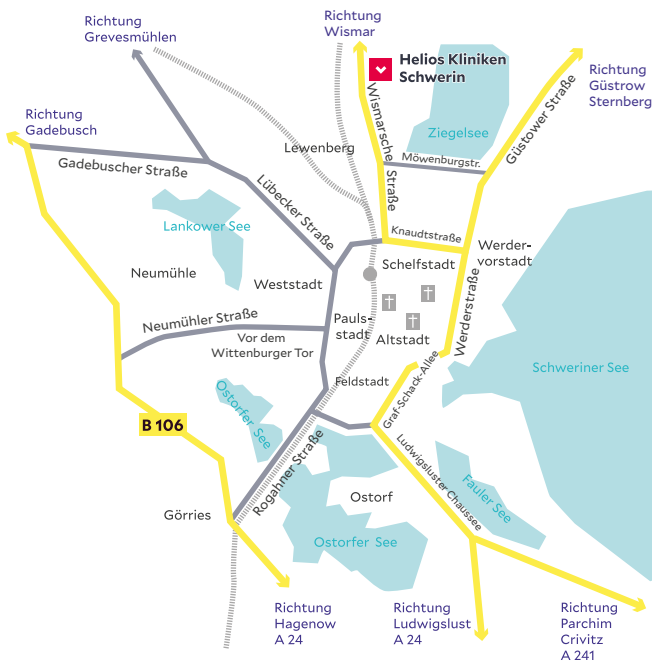 Richtung
Wismar
Richtung
Grevesmühlen
Helios Kliniken
Schwerin
Richtung
Güstrow
Sternberg
Richtung
Gadebusch
Wismarsche Straße
Güstower Straße
Ziegelsee
Lewenberg
Möwenburgstr.
Gadebuscher Straße
Lübecker Straße
Lankower See
Knaudtstraße
Werder-
vorstadt
Schelfstadt
Neumühle
Weststadt
Werderstraße
Neumühler Straße
Pauls-
stadt
Vor dem
Wittenburger Tor
Altstadt
Schweriner See
Feldstadt
Graf-Schack-Allee
Ostorfer See
B 106
Rogahner Straße
Ludwigsluster Chaussee
Fauler See
Ostorf
Görries
Ostorfer See
Richtung
Hagenow
A 24
Richtung
Ludwigslust
A 24
Richtung
Parchim
Crivitz
A 241